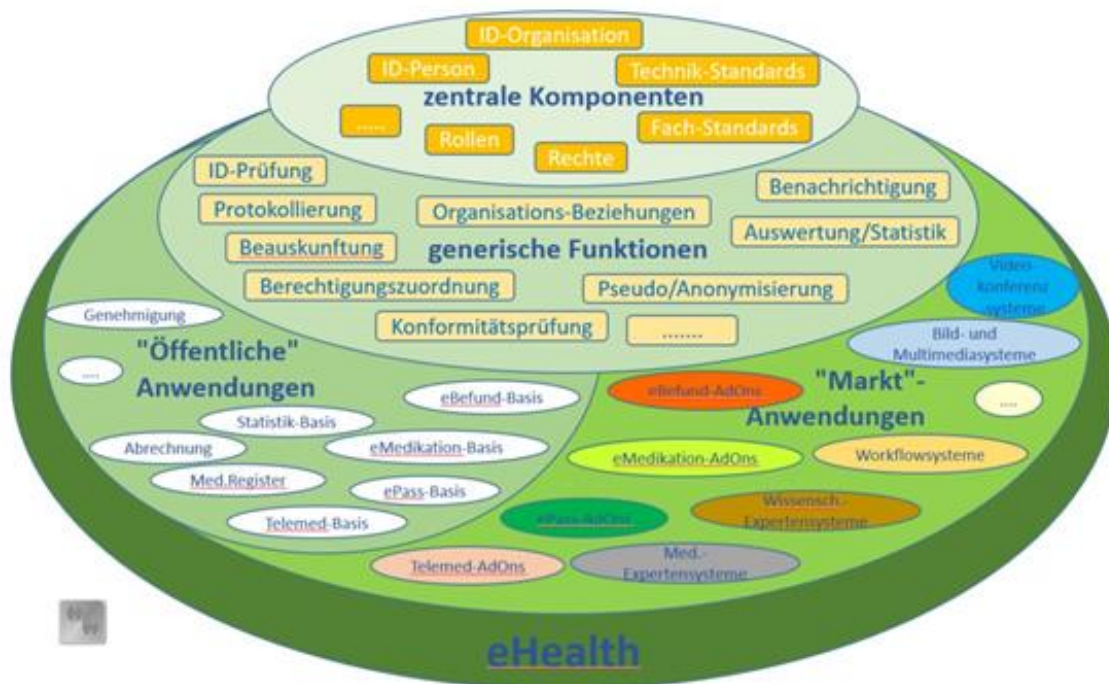 ID-Organisation
ID-Person
Technik-Standards
zentrale Komponenten
.....
Rollen
Fach-Standards
Rechte
ID-Prüfung
Benachrichtigung
Protokollierung
Organisations-Beziehungen
Beauskunftung
generische Funktionen
Auswertung/Statistik
Berechtigungszuordnung
Pseudo/Anonymisierung
Konformitätsprüfung
.......
Video-
konferenz
-systeme
Genehmigung
Bild- und
Multimediasysteme
"Öffentliche"
Anwendungen
....
eBefund-Basis
Statistik-Basis
Abrechnung
eMedikation-Basis
Med.Register
ePass-Basis
Telemed-Basis
eBefund-AdOns
"Markt"-
Anwendungen
....
eMedikation-AdOns
Workflowsysteme
ePass-AdOns
Wissensch.-
Expertensysteme
Telemed-AdOns
Med.-
Expertensysteme
eHealth